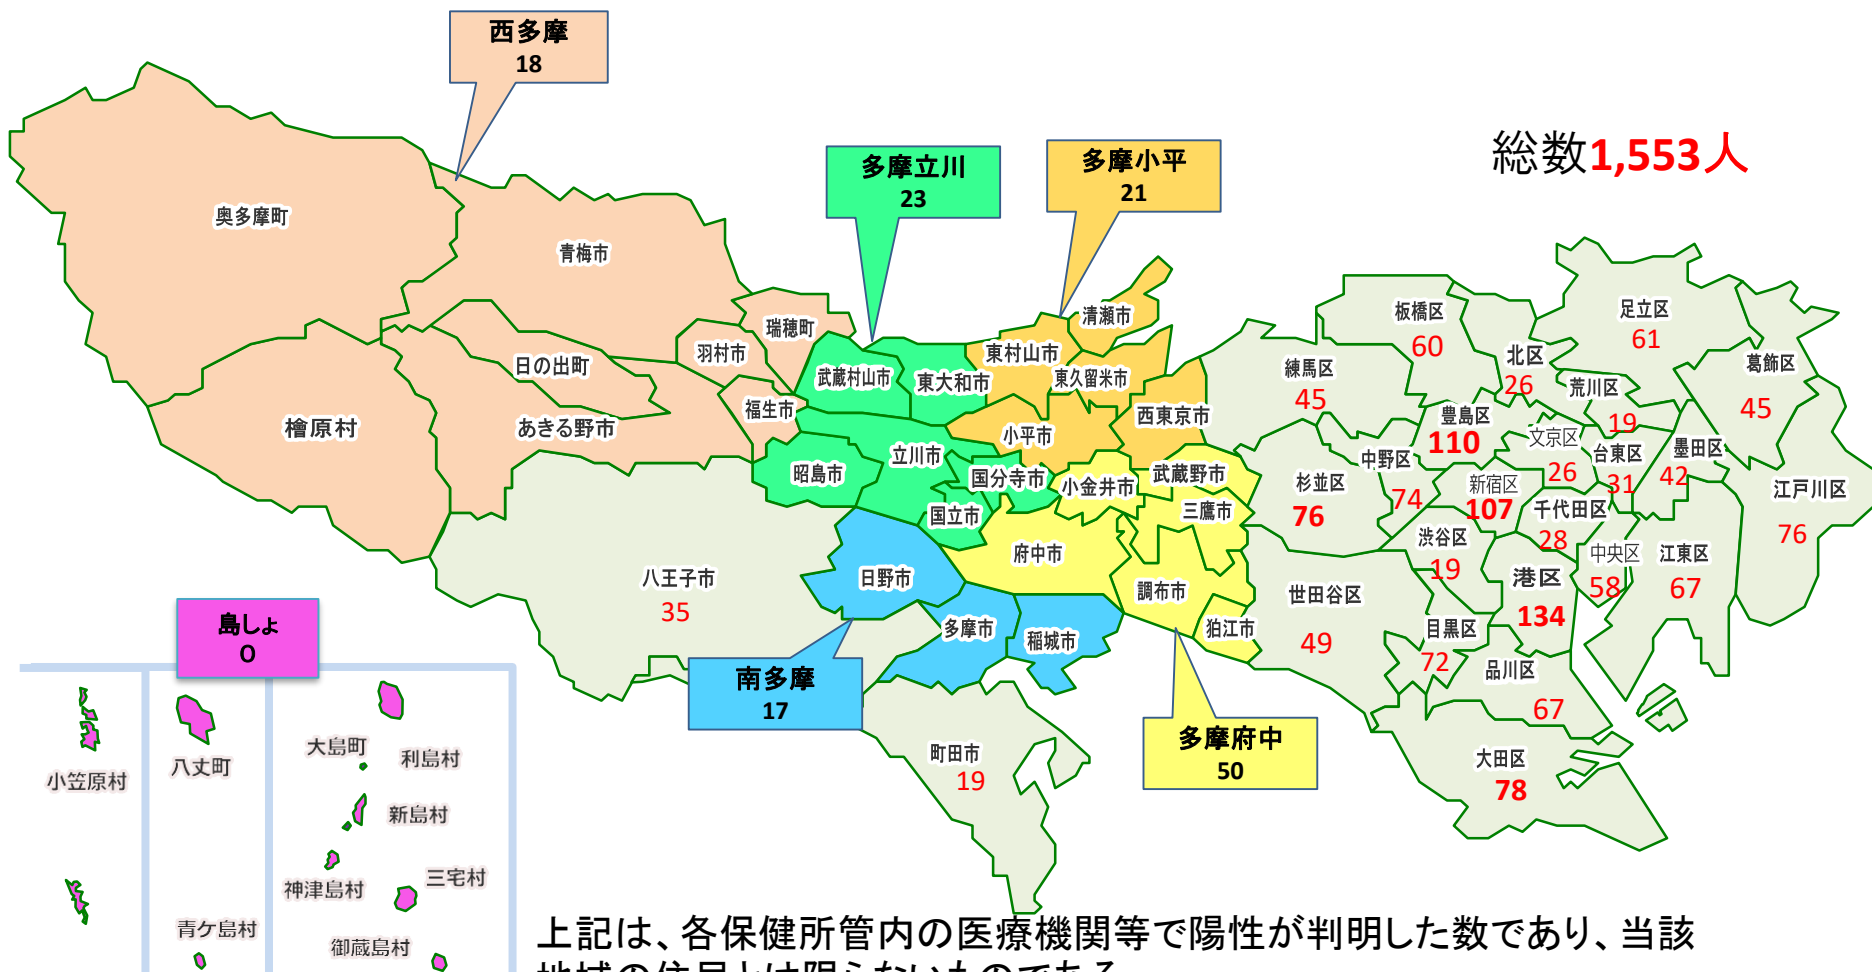 西多摩
18
多摩立川
23
多摩小平
21
総数1,553人
奥多摩町
青梅市
瑞穂町
羽村市
日の出町
福生市
檜原村
あきる野市
武蔵村山市
東大和市
東村山市
清瀬市
東久留米市
西東京市
小平市
昭島市
立川市
国分寺市
国立市
小金井市
武蔵野市
三鷹市
府中市
調布市
狛江市
日野市
多摩市
稲城市
八王子市
35
町田市
19
南多摩
17
多摩府中
50
板橋区
60
北区
26
足立区
61
葛飾区
45
練馬区
45
荒川区
19
豊島区
110
文京区
26
台東区
31
墨田区
42
江戸川区
76
中野区
74
杉並区
76
新宿区
107
千代田区
28
渋谷区
19
港区
134
中央区
58
江東区
67
世田谷区
49
目黒区
72
品川区
67
大田区
78
島しょ
0
小笠原村
八丈町
大島町
利島村
新島村
神津島村
三宅村
青ケ島村
御蔵島村
上記は、各保健所管内の医療機関等で陽性が判明した数であり、当該